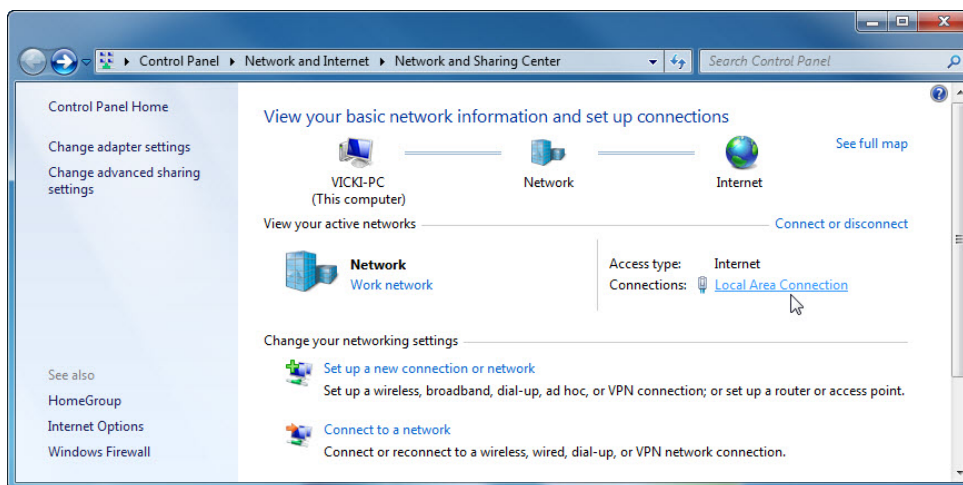 Control Panel Network and Internet Network and Sharing Center Search Control Panel
Control Panel Home
Change adapter settings
Change advanced sharing
settings
View your basic network information and set up connections
See full map
VICKI-PC
(This computer)
Network
Internet
View your active networks
Connect or disconnect
Network
Work network
Access type: Internet
Connections: Local Area Connection
Change your networking settings
Set up a new connection or network
Set up a wireless, broadband, dial-up, ad hoc, or VPN connection; or set up a router or access point.
Connect to a network
Connect or reconnect to a wireless, wired, dial-up, or VPN network connection.
See also
HomeGroup
Internet Options
Windows Firewall